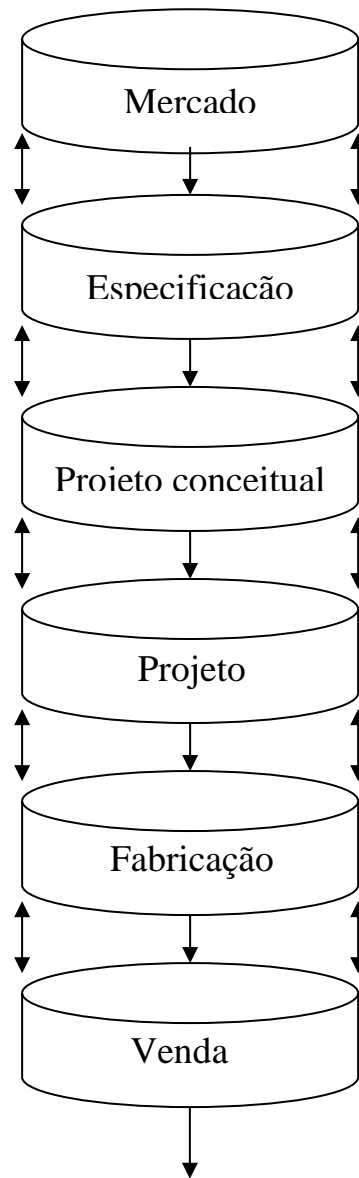 Mercado
Especificação
Projeto conceitual
Projeto
Fabricação
Venda